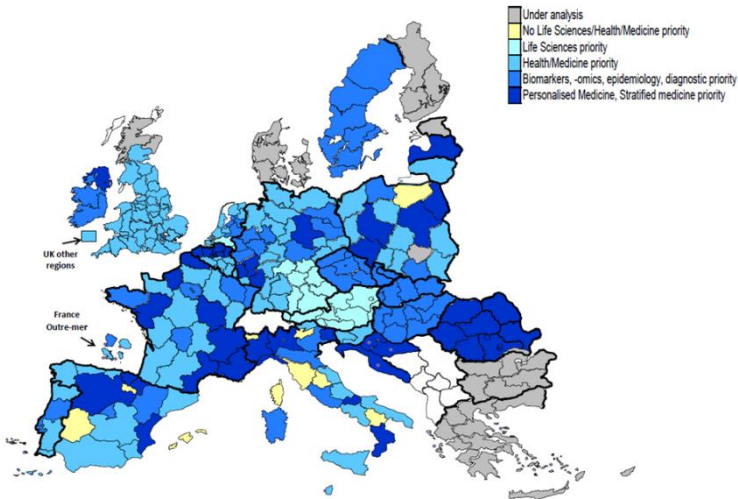 Under analysis
No Life Sciences/Health/Medicine priority
Life Sciences priority
Health/Medicine priority
Biomarkers, -omics, epidemiology, diagnostic priority
Personalised Medicine, Stratified medicine priority
UK other
regions
France
Outre-mer